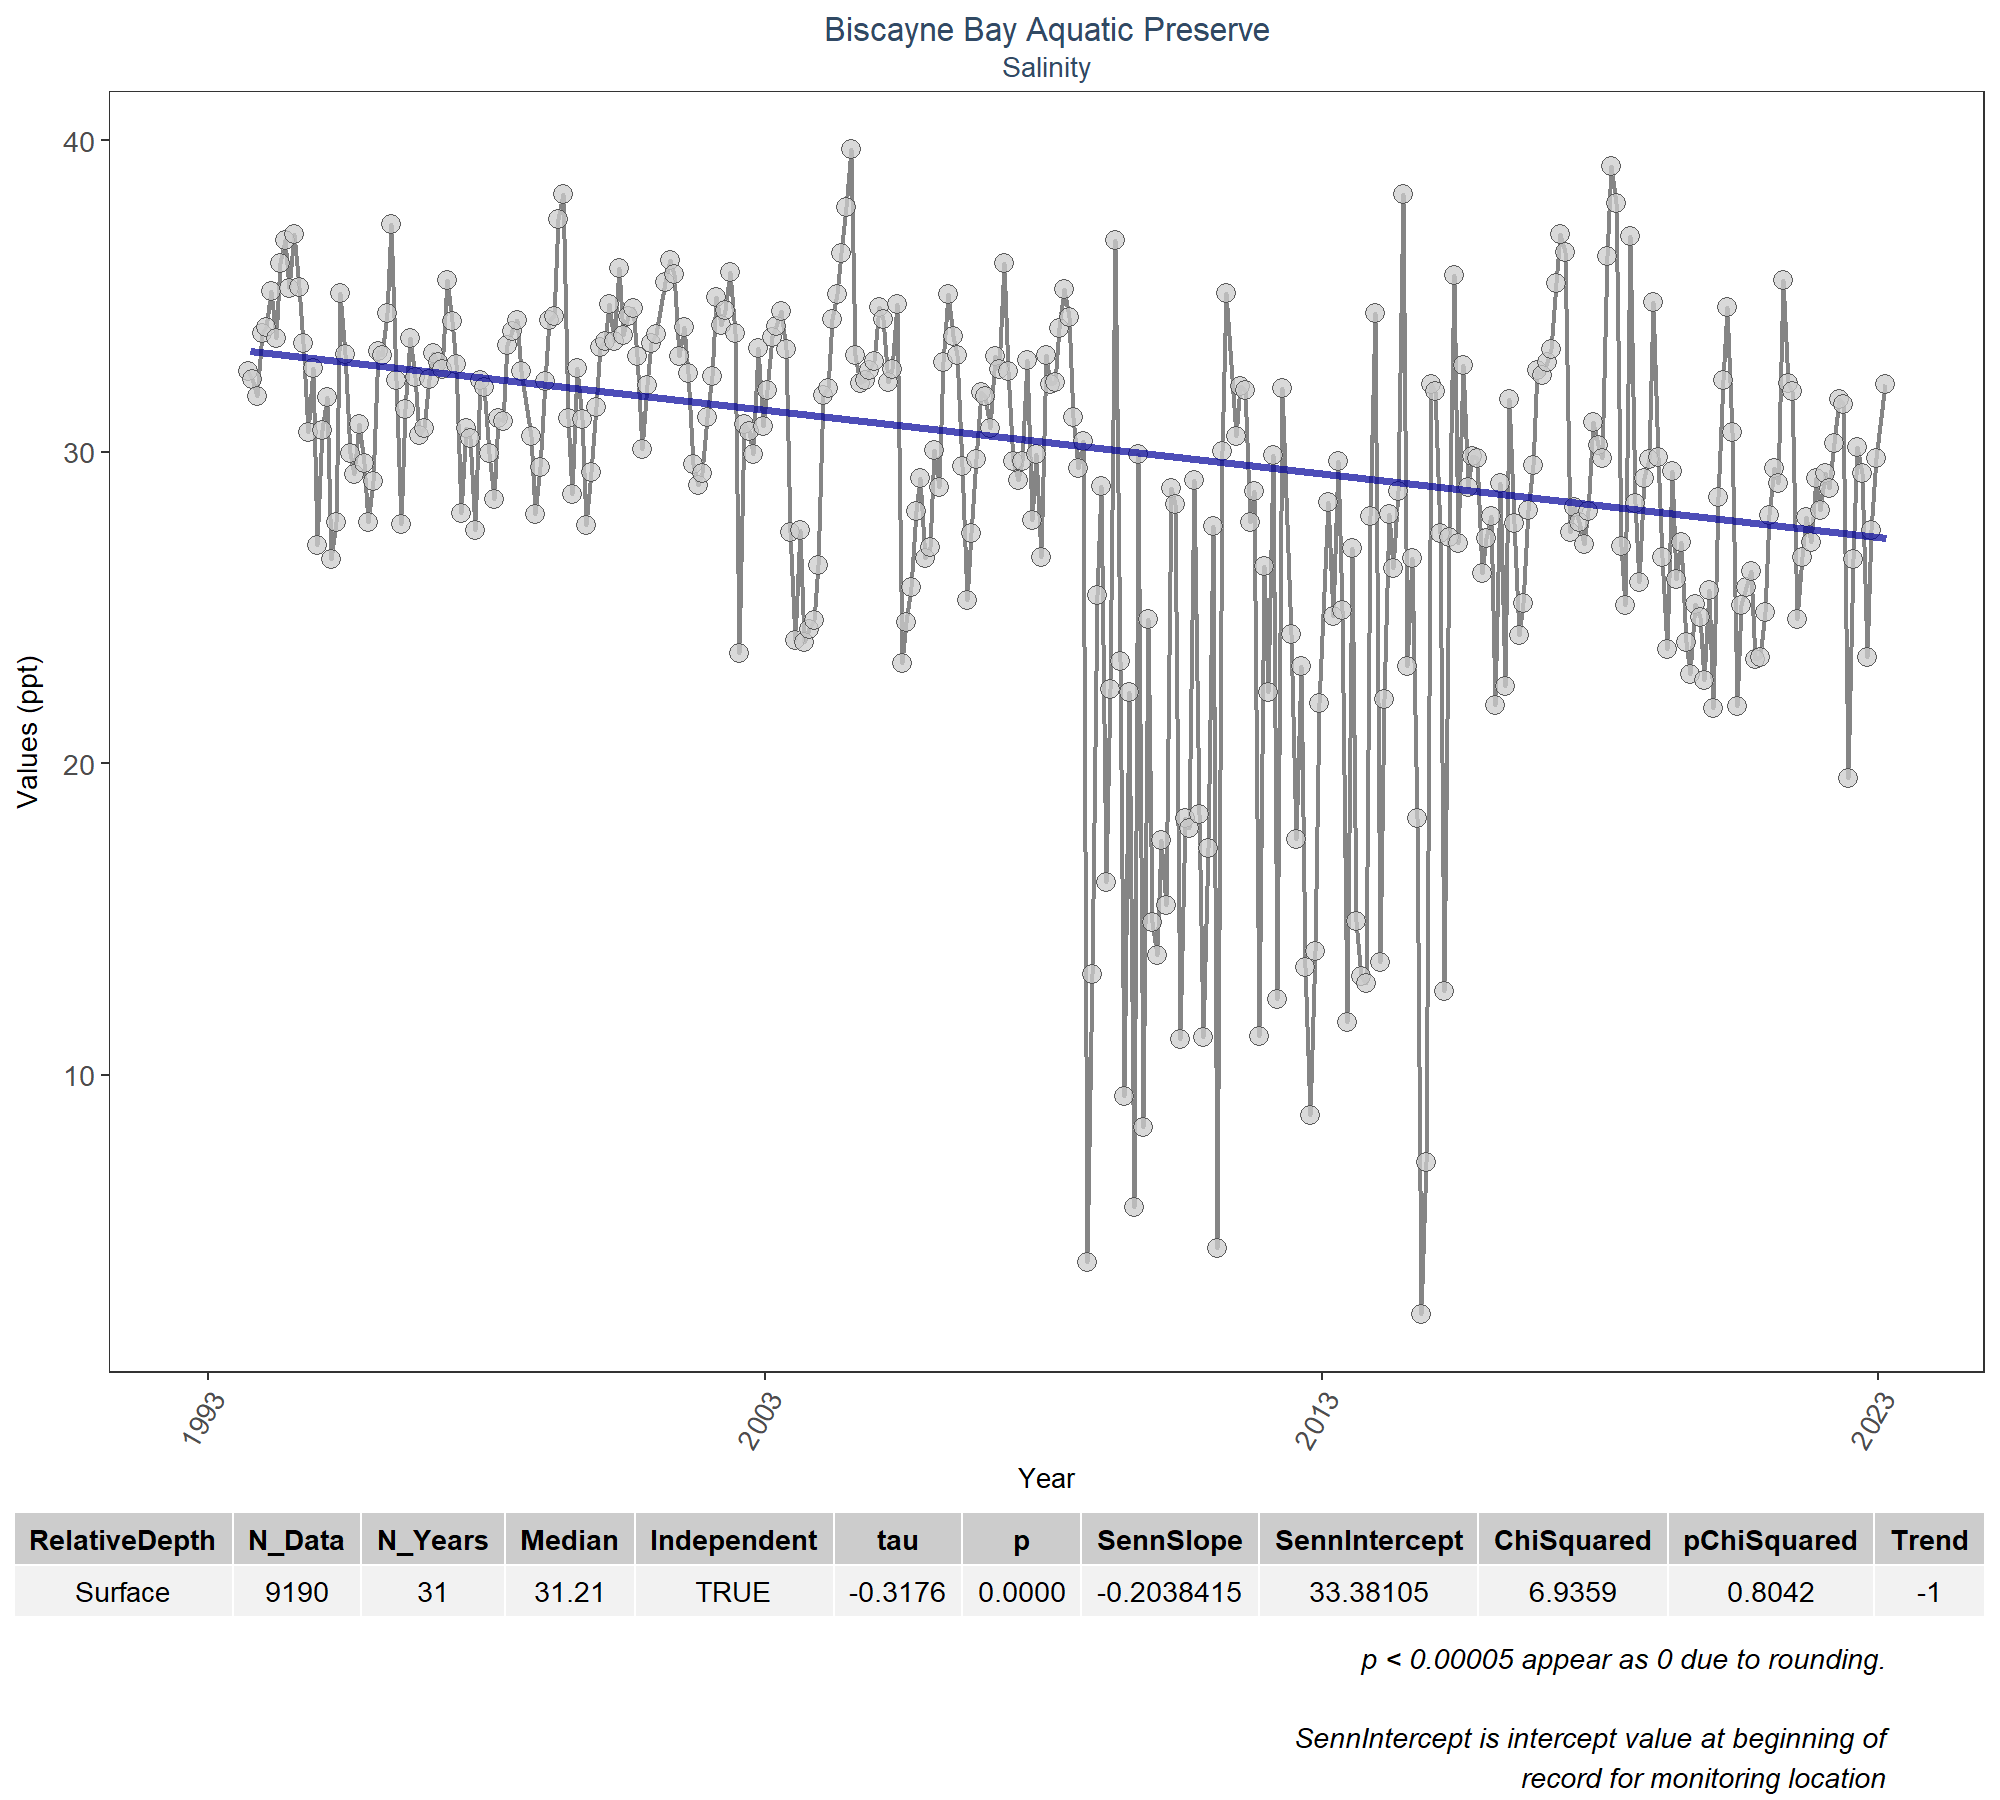 Biscayne Bay Aquatic Preserve
Salinity
40
30
20
10
Values (ppt)
1993
2003
2013
2023
Year
RelativeDepth N_Data N_Years Median Independent tau p SennSlope SennIntercept ChiSquared pChiSquared Trend
Surface 9190 31 31.21 TRUE -0.3176 0.0000 -0.2038415 33.38105 6.9359 0.8042 -1
p < 0.00005 appear as 0 due to rounding.
SennIntercept is intercept value at beginning of
record for monitoring location